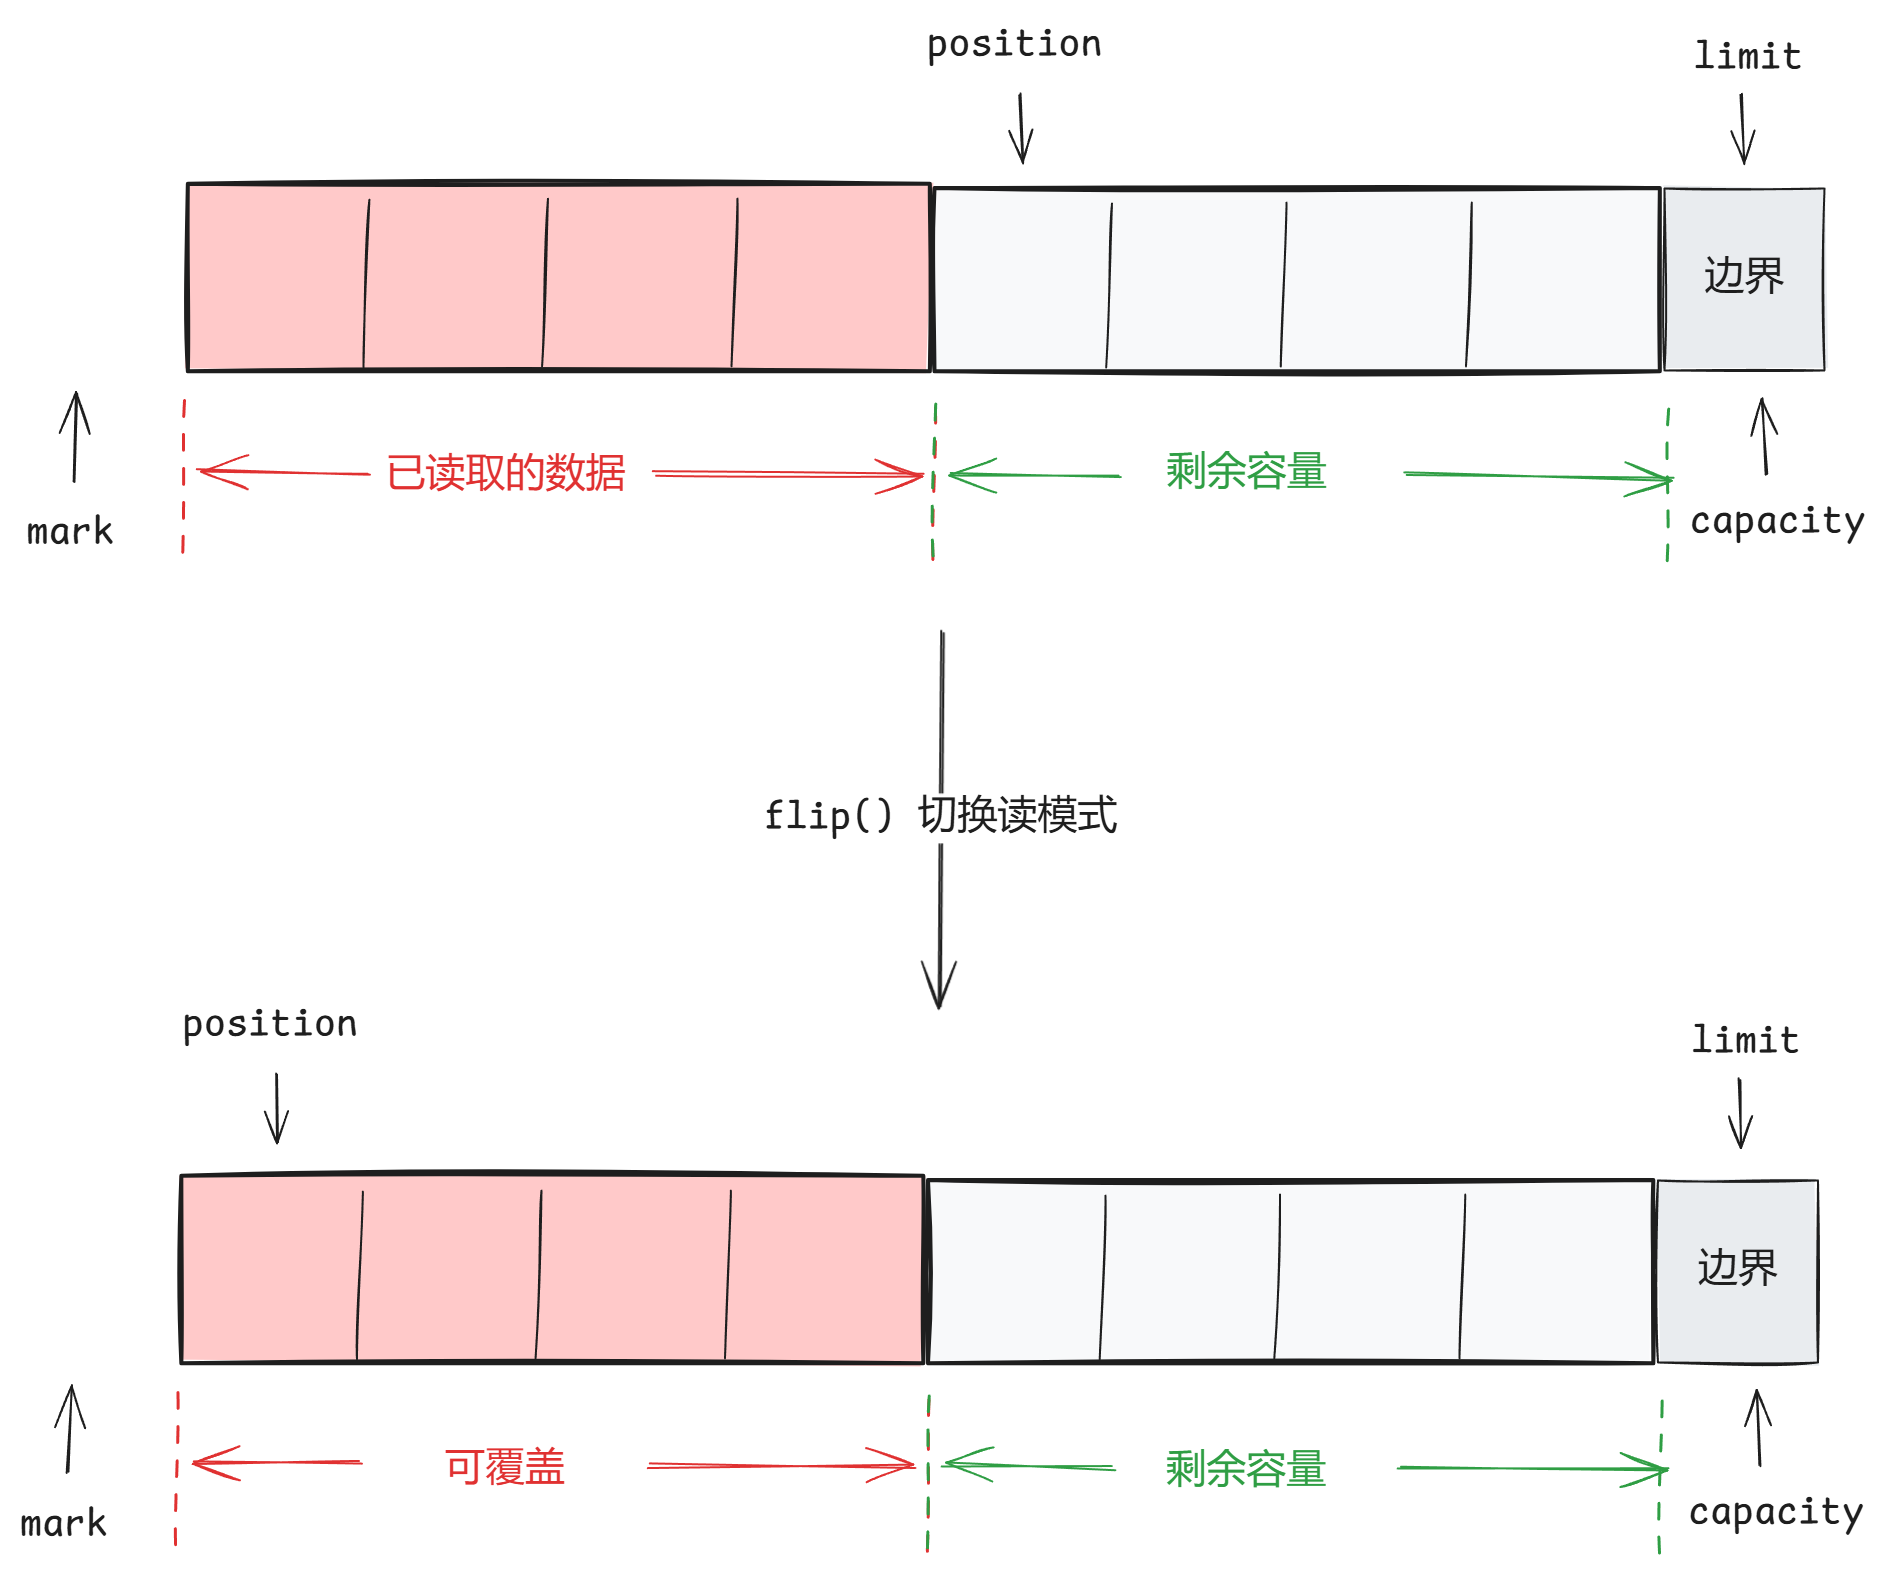 position
limit
边界
已读取的数据
剩余容量
mark
capacity
flip() 切换读模式
position
limit
边界
可覆盖
剩余容量
mark
capacity